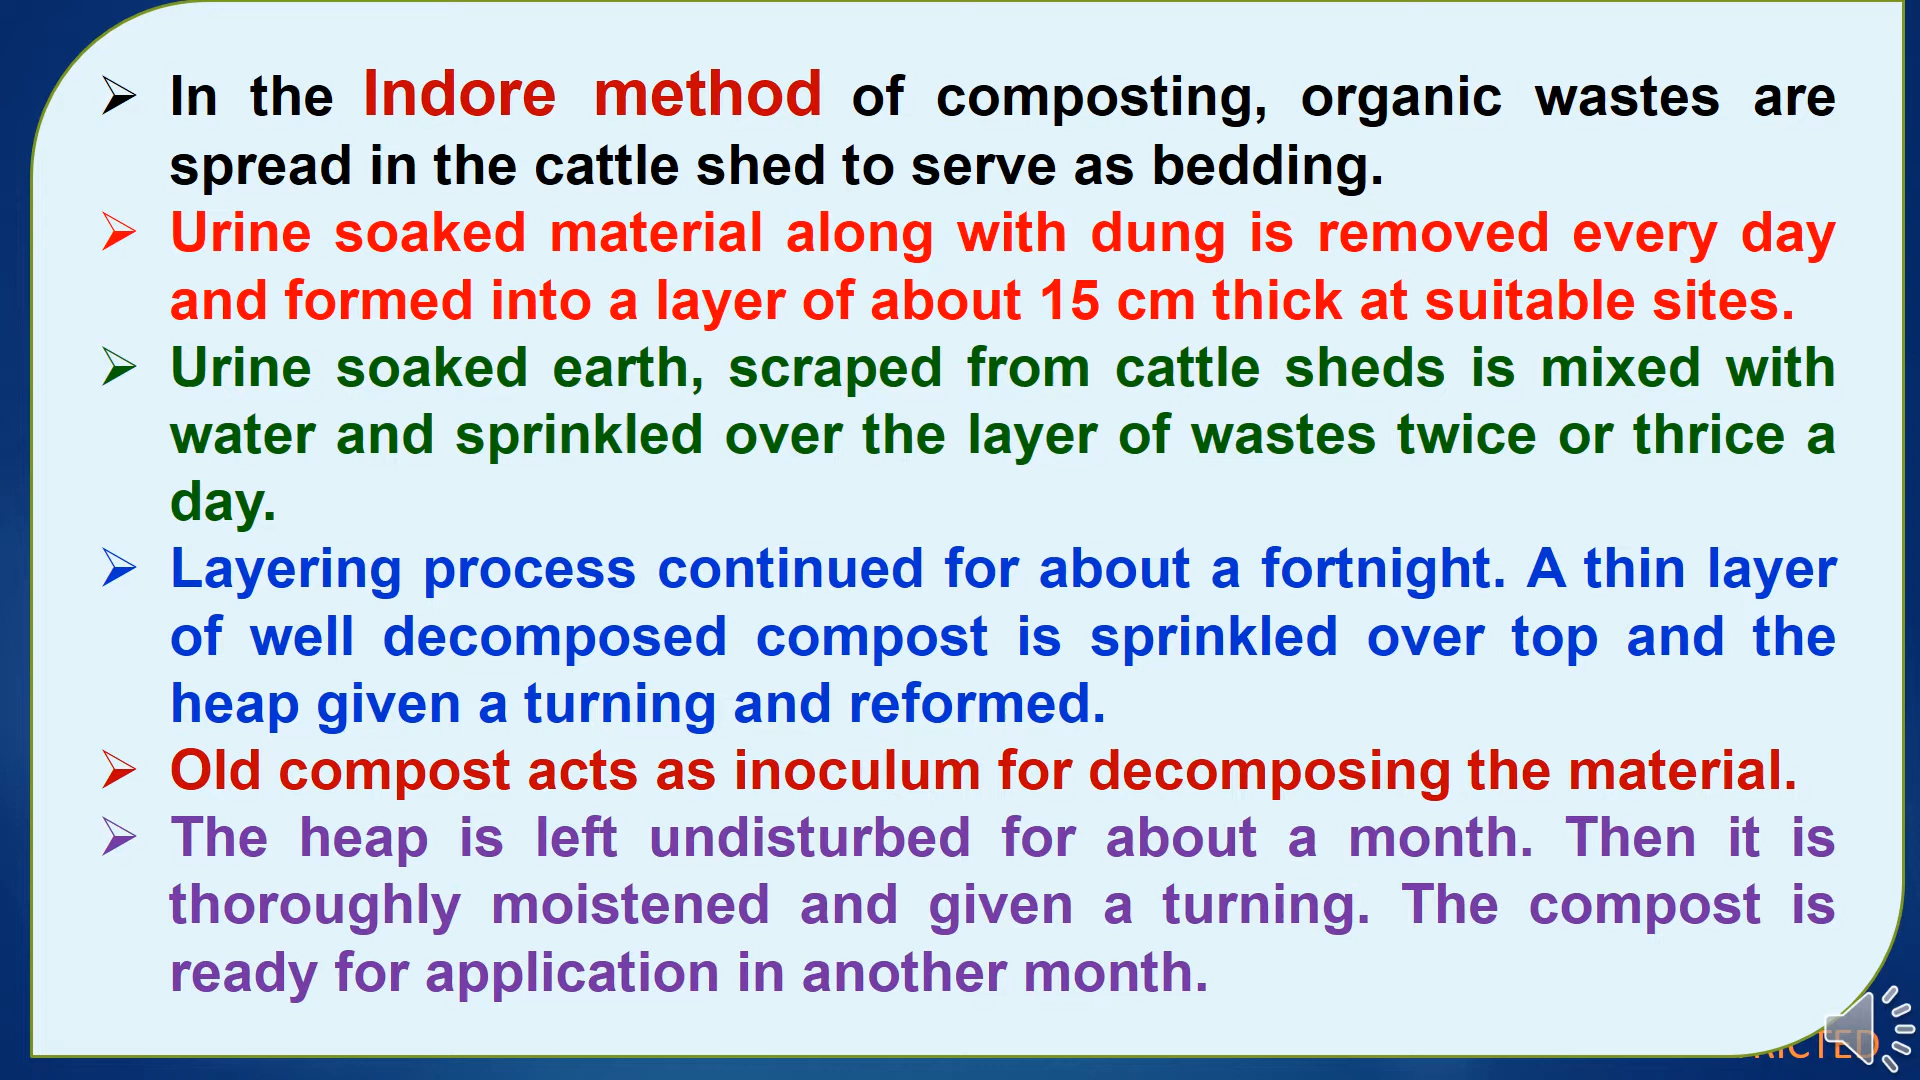 ➢ In the Indore method of composting, organic wastes are
spread in the cattle shed to serve as bedding.
➢ Urine soaked material along with dung is removed every day
and formed into a layer of about 15 cm thick at suitable sites.
➢ Urine soaked earth, scraped from cattle sheds is mixed with
water and sprinkled over the layer of wastes twice or thrice a
day.
➢ Layering process continued for about a fortnight. A thin layer
of well decomposed compost is sprinkled over top and the
heap given a turning and reformed.
➢ Old compost acts as inoculum for decomposing the material.
➢ The heap is left undisturbed for about a month. Then it is
thoroughly moistened and given a turning. The compost is
ready for application in another month.